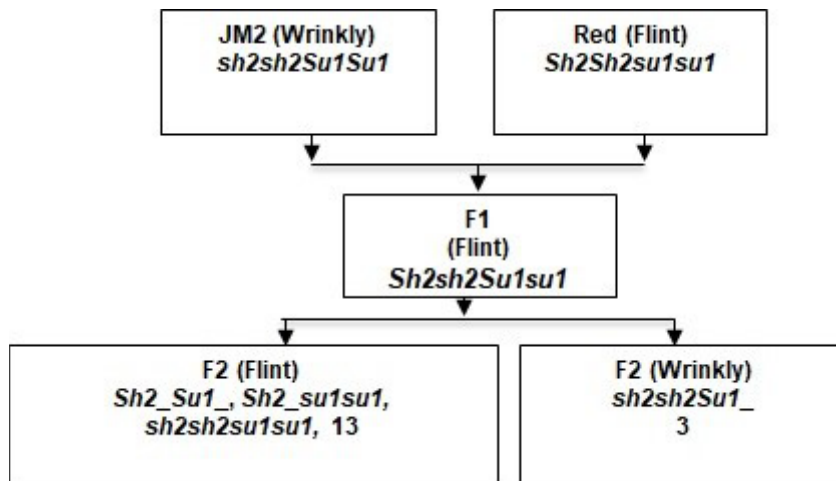 JM2 (Wrinkly)
sh2sh2Su1Su1
Red (Flint)
Sh2Sh2su1su1
F1
(Flint)
Sh2sh2Su1su1
F2 (Flint)
Sh2_Su1_, Sh2_su1su1,
sh2sh2su1su1, 13
F2 (Wrinkly)
sh2sh2Su1_
3